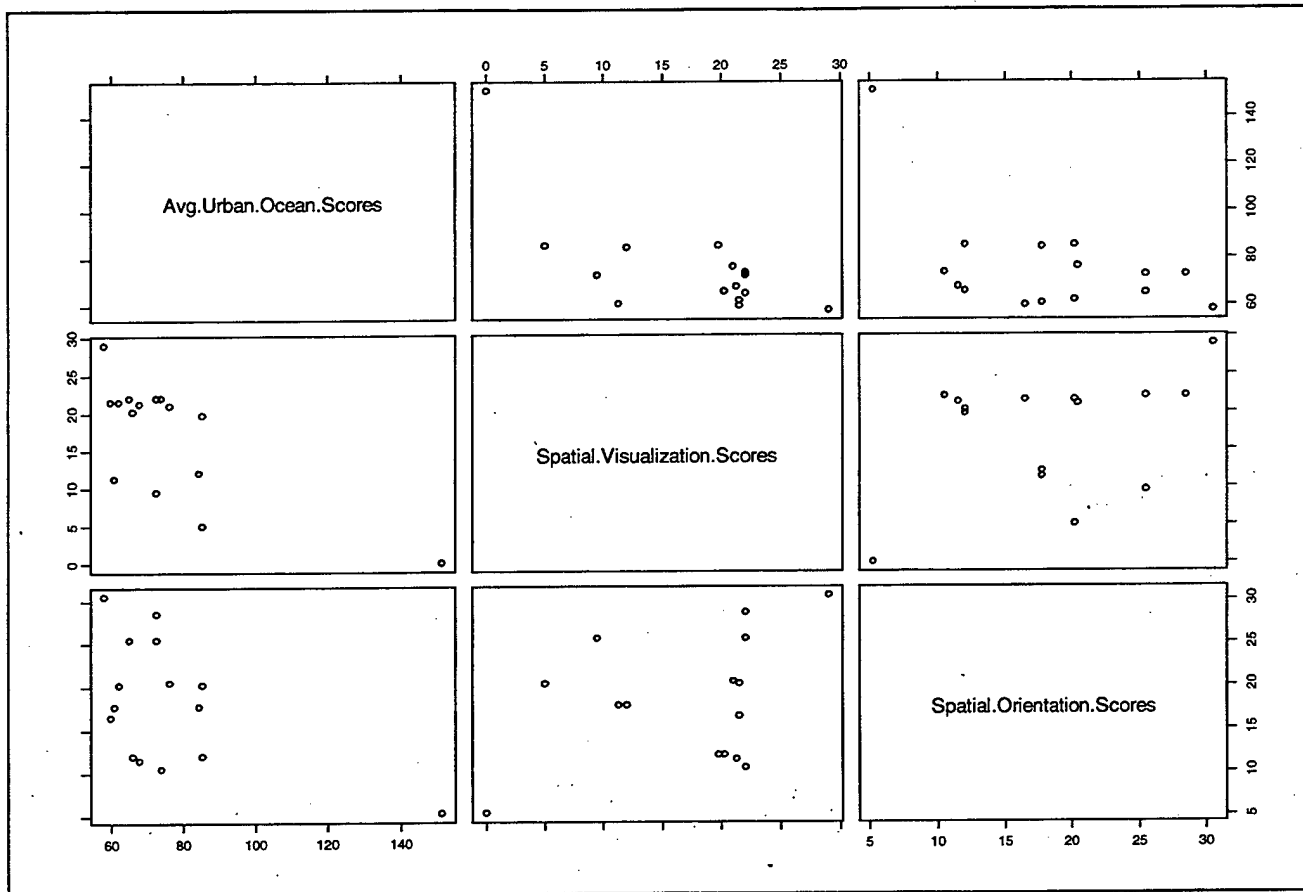 0 5 10 15 20 25 30
Avg.Urban.Ocean.Scores
60 80 100 120 140
0 5 10 15 20 25 30
Spatial.Visualization.Scores
Spatial.Orientation.Scores
5 10 15 20 25 30
60 80 100 120 140
5 10 15 20 25 30